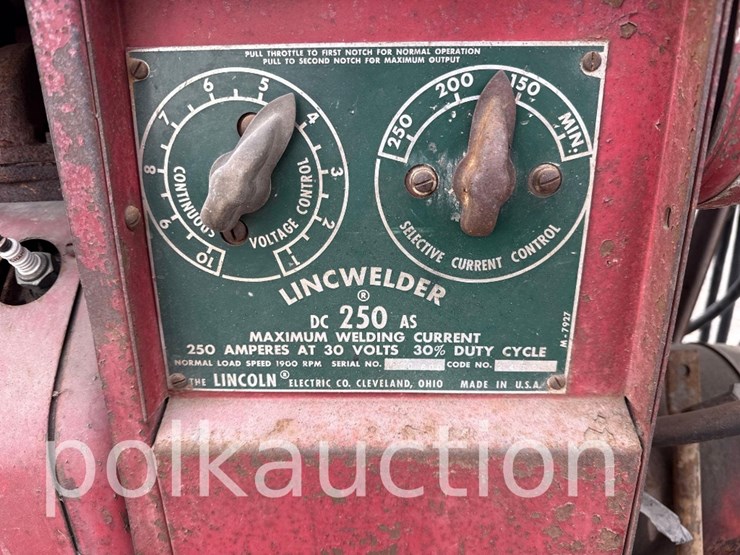 PULL THROTTLE TO FIRST NOTCH FOR NORMAL OPERATION
PULL TO SECOND NOTCH FOR MAXIMUM OUTPUT
10 9 8 7 6 5 4 3 2 1
CONTINUOUS VOLTAGE CONTROL
250 200 150 MIN.
SELECTIVE CURRENT CONTROL
LINCWELDER ®
DC 250 AS
MAXIMUM WELDING CURRENT
250 AMPERES AT 30 VOLTS 30% DUTY CYCLE
NORMAL LOAD SPEED 1900 RPM SERIAL NO. CODE NO.
THE LINCOLN ® ELECTRIC CO. CLEVELAND, OHIO MADE IN U.S.A.
M-7927
polkauction